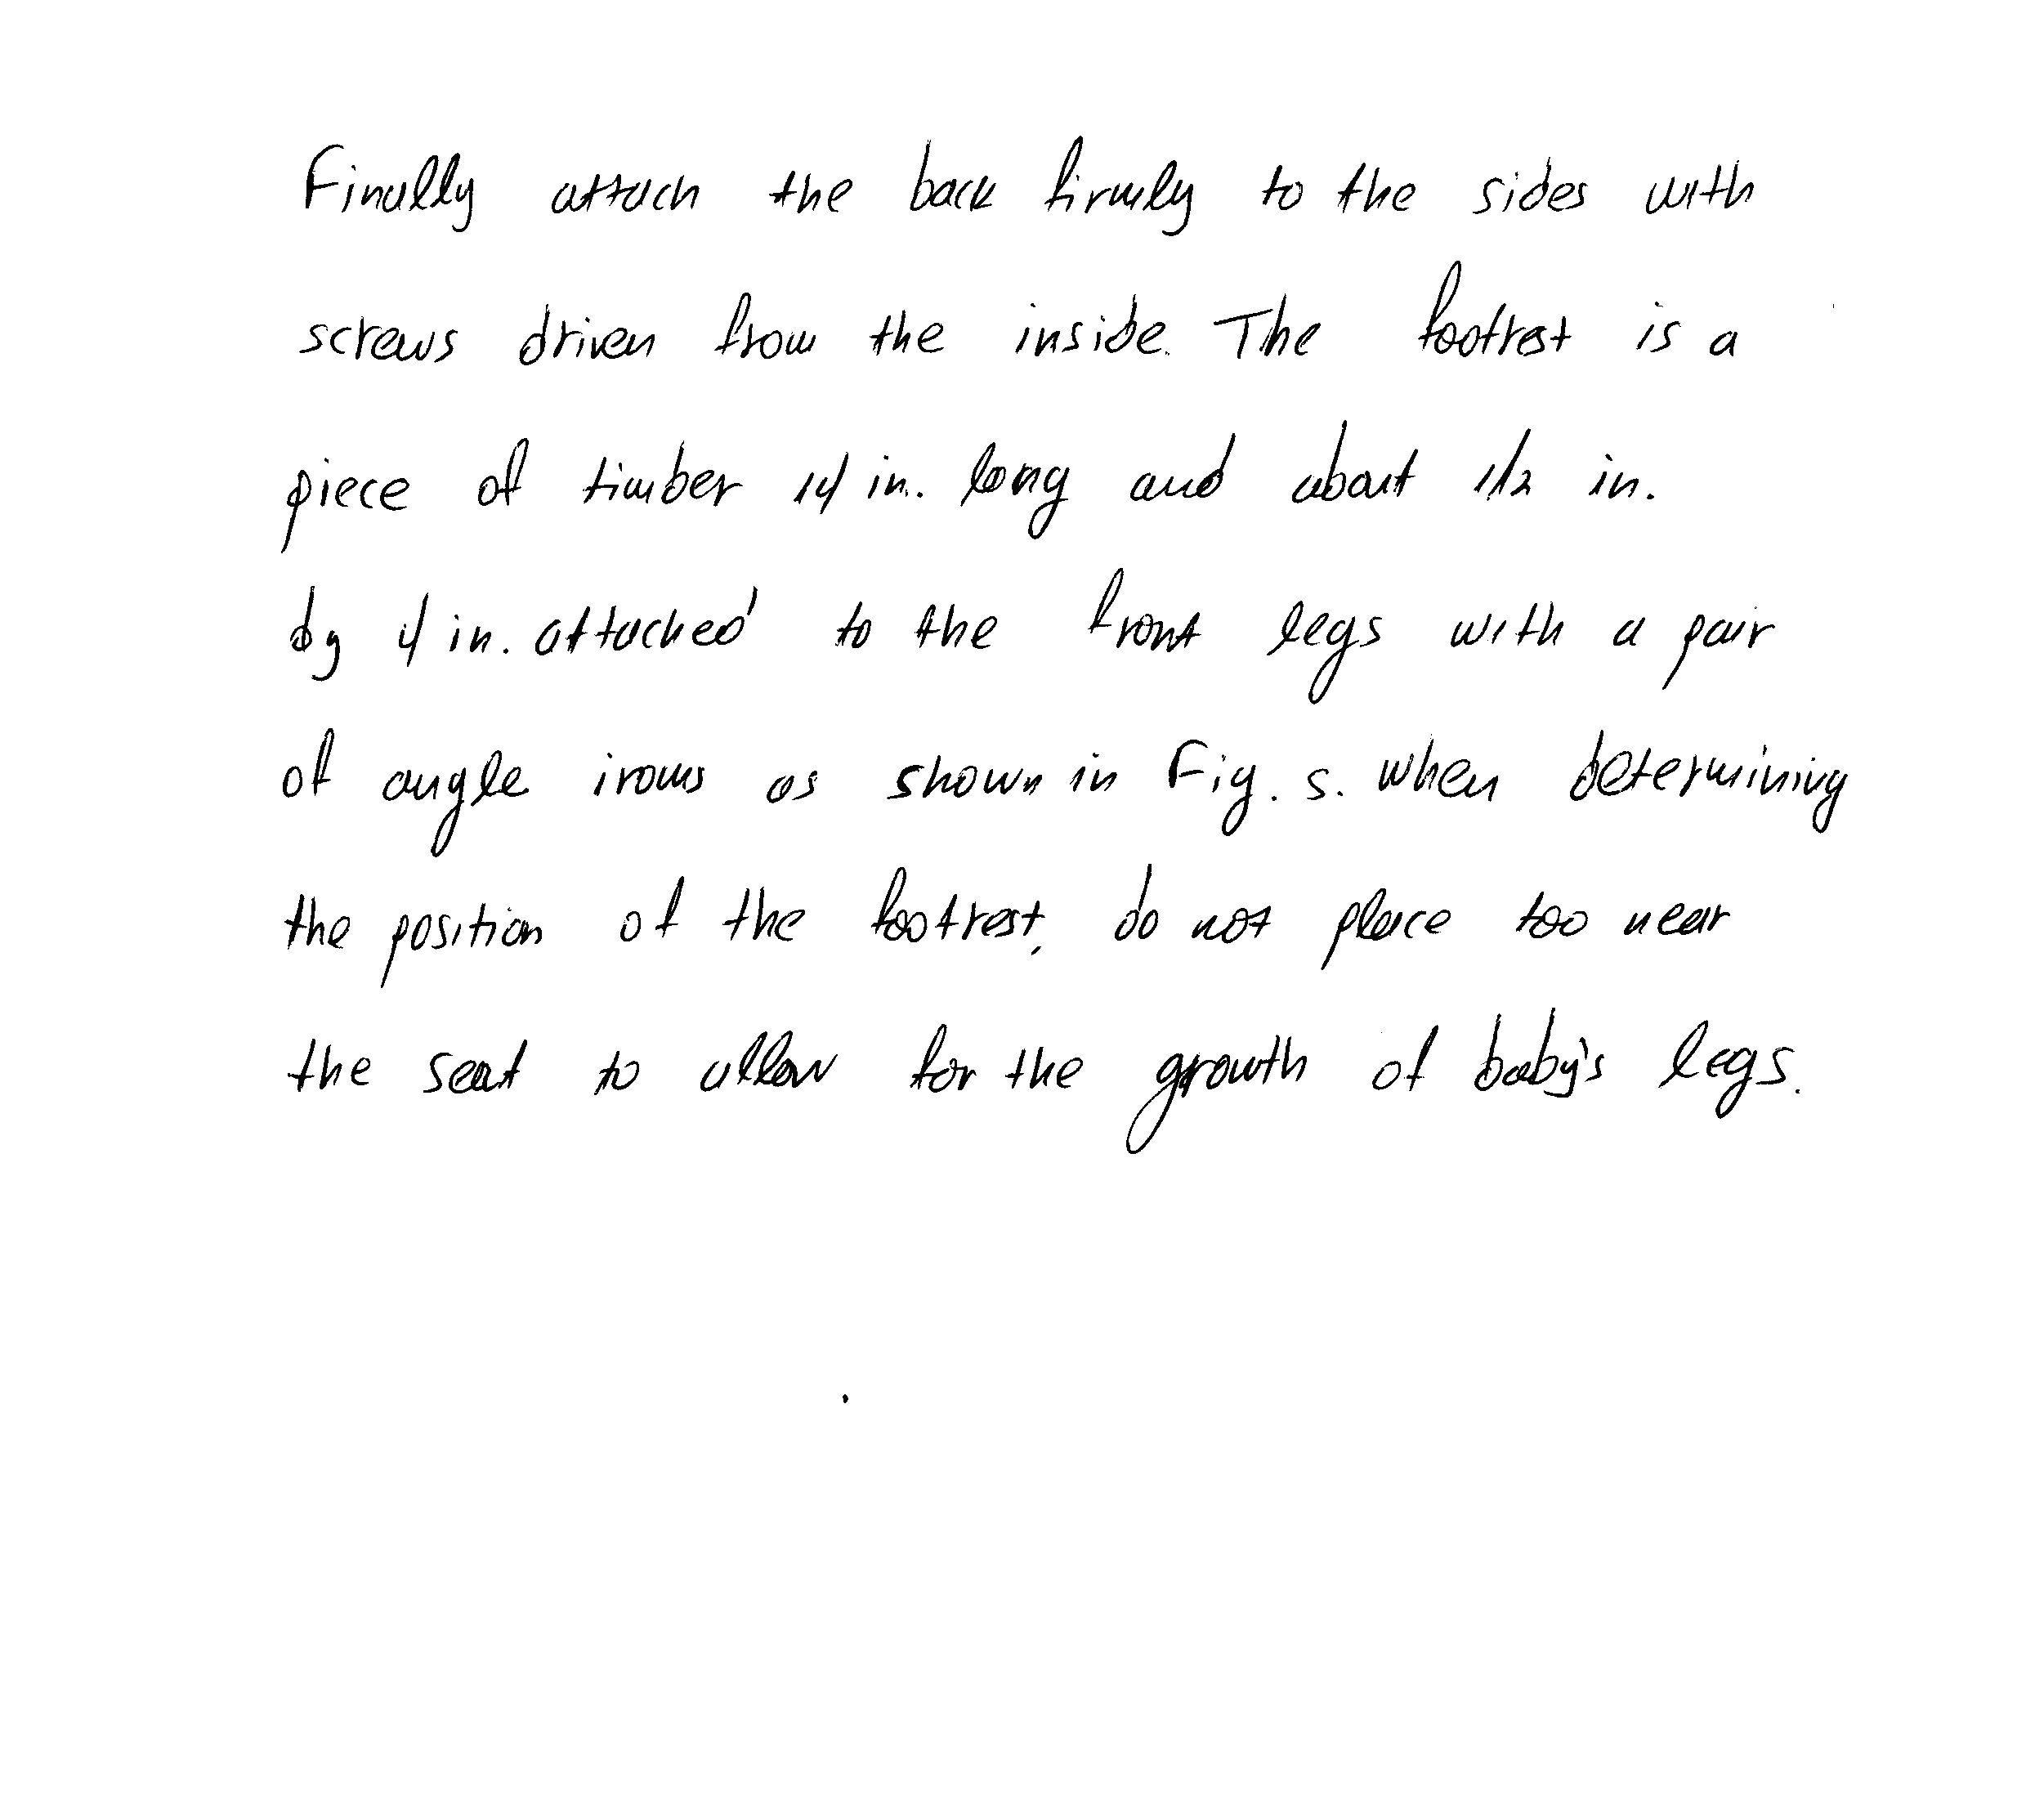 Finally attach the back firmly to the sides with
screws driven from the inside. The footrest is a
piece of timber 14 in. long and about 1/2 in.
by 4 in. attached to the front legs with a pair
of angle irons as shown in Fig. 5. When determining
the position of the footrest, do not place too near
the seat to allow for the growth of baby's legs.